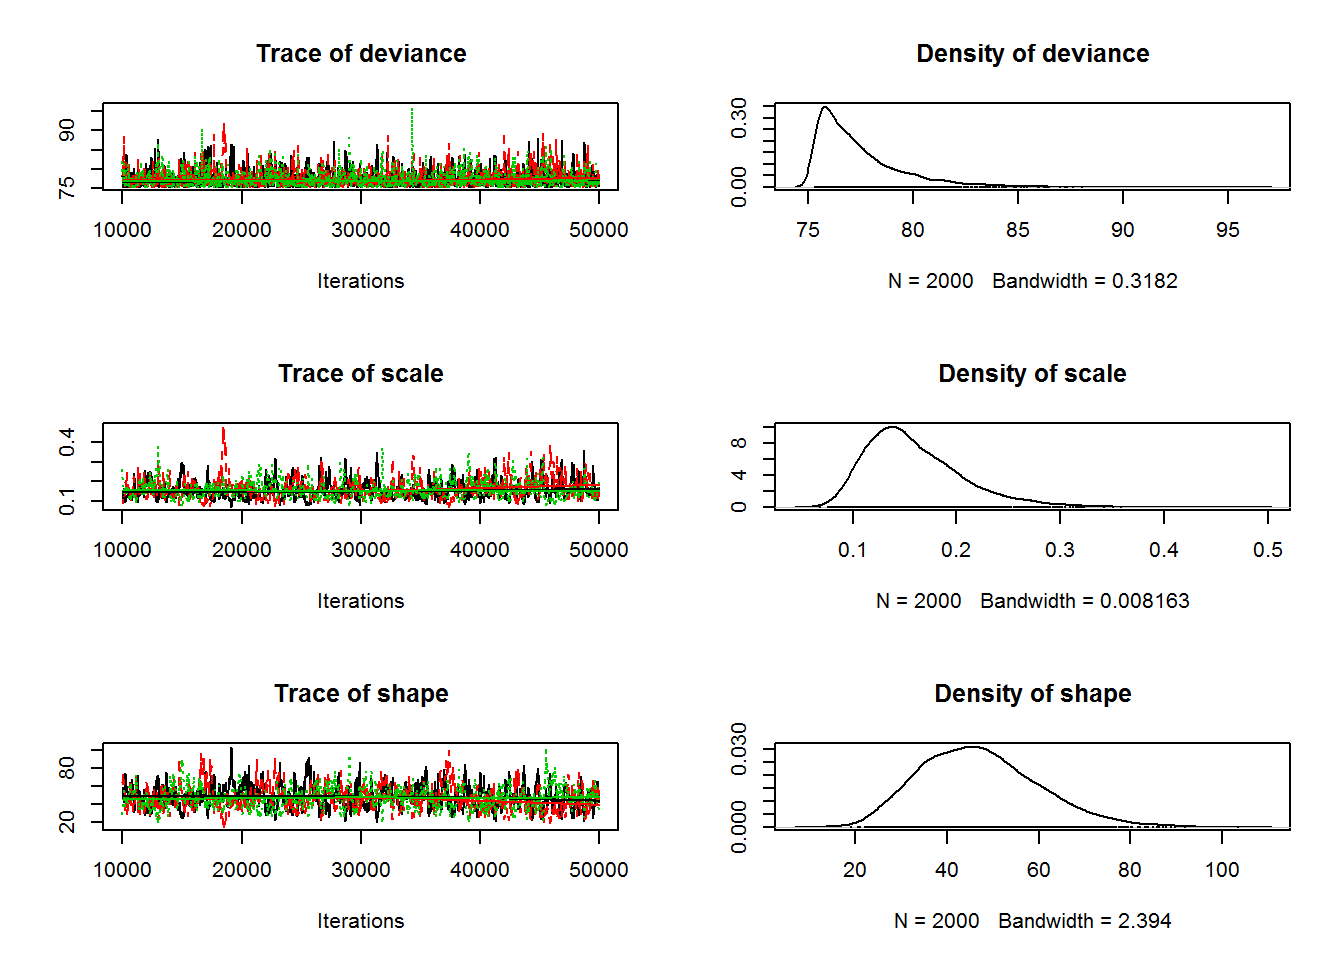 Trace of deviance
90
75
10000 20000 30000 40000 50000
Iterations
Density of deviance
0.30
0.00
75 80 85 90 95
N = 2000 Bandwidth = 0.3182
Trace of scale
0.4
0.1
10000 20000 30000 40000 50000
Iterations
Density of scale
8
4
0
0.1 0.2 0.3 0.4 0.5
N = 2000 Bandwidth = 0.008163
Trace of shape
80
20
10000 20000 30000 40000 50000
Iterations
Density of shape
0.030
0.000
20 40 60 80 100
N = 2000 Bandwidth = 2.394